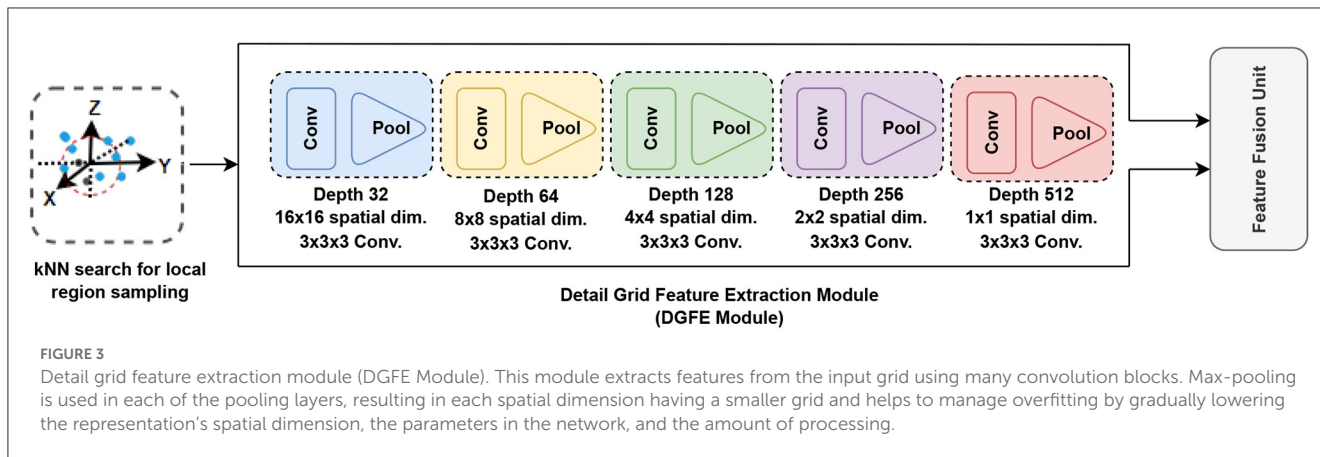 Z
Y
X
kNN search for local
region sampling
Conv
Pool
Depth 32
16x16 spatial dim.
3x3x3 Conv.
Conv
Pool
Depth 64
8x8 spatial dim.
3x3x3 Conv.
Conv
Pool
Depth 128
4x4 spatial dim.
3x3x3 Conv.
Conv
Pool
Depth 256
2x2 spatial dim.
3x3x3 Conv.
Conv
Pool
Depth 512
1x1 spatial dim.
3x3x3 Conv.
Feature Fusion Unit
Detail Grid Feature Extraction Module
(DGFE Module)
FIGURE 3
Detail grid feature extraction module (DGFE Module). This module extracts features from the input grid using many convolution blocks. Max-pooling
is used in each of the pooling layers, resulting in each spatial dimension having a smaller grid and helps to manage overfitting by gradually lowering
the representation's spatial dimension, the parameters in the network, and the amount of processing.